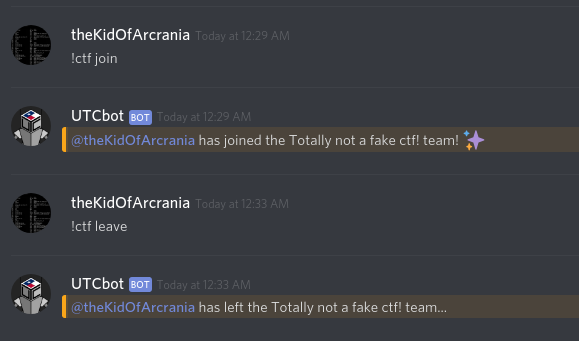 theKidOfArcrania Today at 12:29 AM
!ctf join
UTCbot BOT Today at 12:29 AM
@theKidOfArcrania has joined the Totally not a fake ctf! team!
theKidOfArcrania Today at 12:33 AM
!ctf leave
UTCbot BOT Today at 12:33 AM
@theKidOfArcrania has left the Totally not a fake ctf! team...